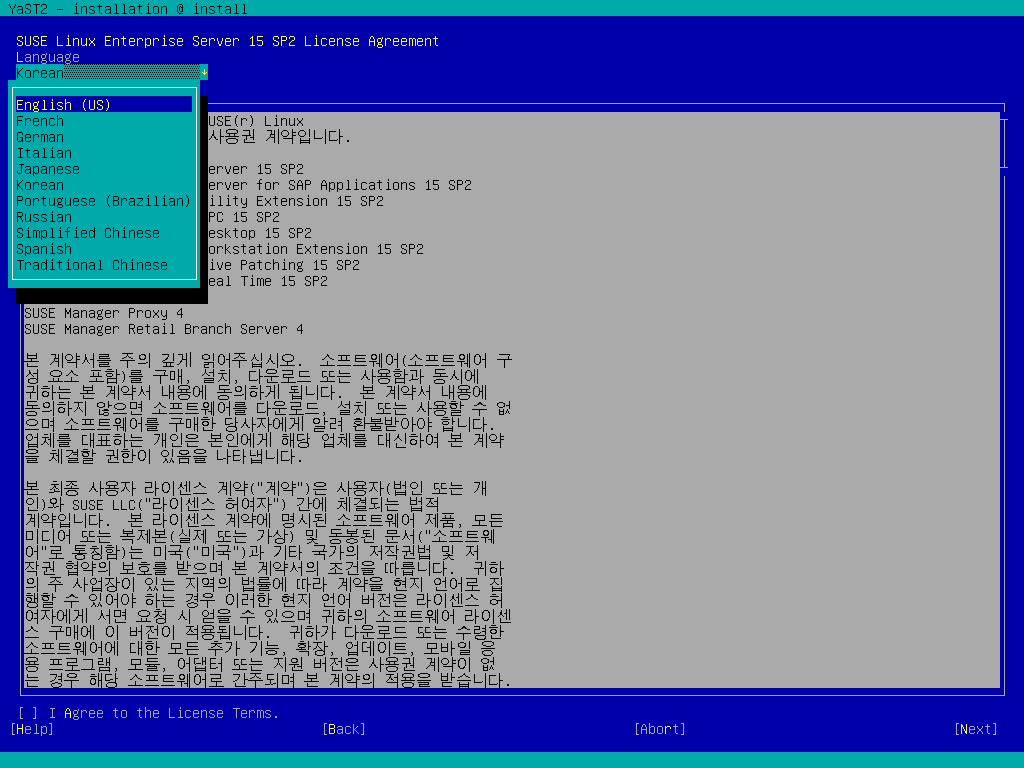 YaST2 - installation @ install
SUSE Linux Enterprise Server 15 SP2 License Agreement
Language
Korean
English (US)
French
German
Italian
Japanese
Korean
Portuguese (Brazilian)
Russian
Simplified Chinese
Spanish
Traditional Chinese
USE(r) Linux
사용권 계약입니다.
erver 15 SP2
erver for SAP Applications 15 SP2
ility Extension 15 SP2
PC 15 SP2
esktop 15 SP2
orkstation Extension 15 SP2
ive Patching 15 SP2
eal Time 15 SP2
SUSE Manager Proxy 4
SUSE Manager Retail Branch Server 4
본 계약서를 주의 깊게 읽어주십시오. 소프트웨어(소프트웨어 구
성 요소 포함)를 구매, 설치, 다운로드 또는 사용함과 동시에
귀하는 본 계약서 내용에 동의하게 됩니다. 본 계약서 내용에
동의하지 않으면 소프트웨어를 다운로드, 설치 또는 사용할 수 없
으며 소프트웨어를 구매한 당사자에게 알려 환불받아야 합니다.
업체를 대표하는 개인은 본인에게 해당 업체를 대신하여 본 계약
을 체결할 권한이 있음을 나타냅니다.
본 최종 사용자 라이센스 계약("계약")은 사용자(법인 또는 개
인)와 SUSE LLC("라이센스 허여자") 간에 체결되는 법적
계약입니다. 본 라이센스 계약에 명시된 소프트웨어 제품, 모든
미디어 또는 복제본(실제 또는 가상) 및 동봉된 문서("소프트웨
어"로 통칭함)는 미국("미국")과 기타 국가의 저작권법 및 저
작권 협약의 보호를 받으며 본 계약서의 조건을 따릅니다. 귀하
의 주 사업장이 있는 지역의 법률에 따라 계약을 현지 언어로 집
행할 수 있어야 하는 경우 이러한 현지 언어 버전은 라이센스 허
여자에게 서면 요청 시 얻을 수 있으며 귀하의 소프트웨어 라이센
스 구매에 이 버전이 적용됩니다. 귀하가 다운로드 또는 수령한
소프트웨어에 대한 모든 추가 기능, 확장, 업데이트, 모바일 응
용 프로그램, 모듈, 어댑터 또는 지원 버전은 사용권 계약이 없
는 경우 해당 소프트웨어로 간주되며 본 계약의 적용을 받습니다.
[ ] I Agree to the License Terms.
[Help] [Back] [Abort] [Next]